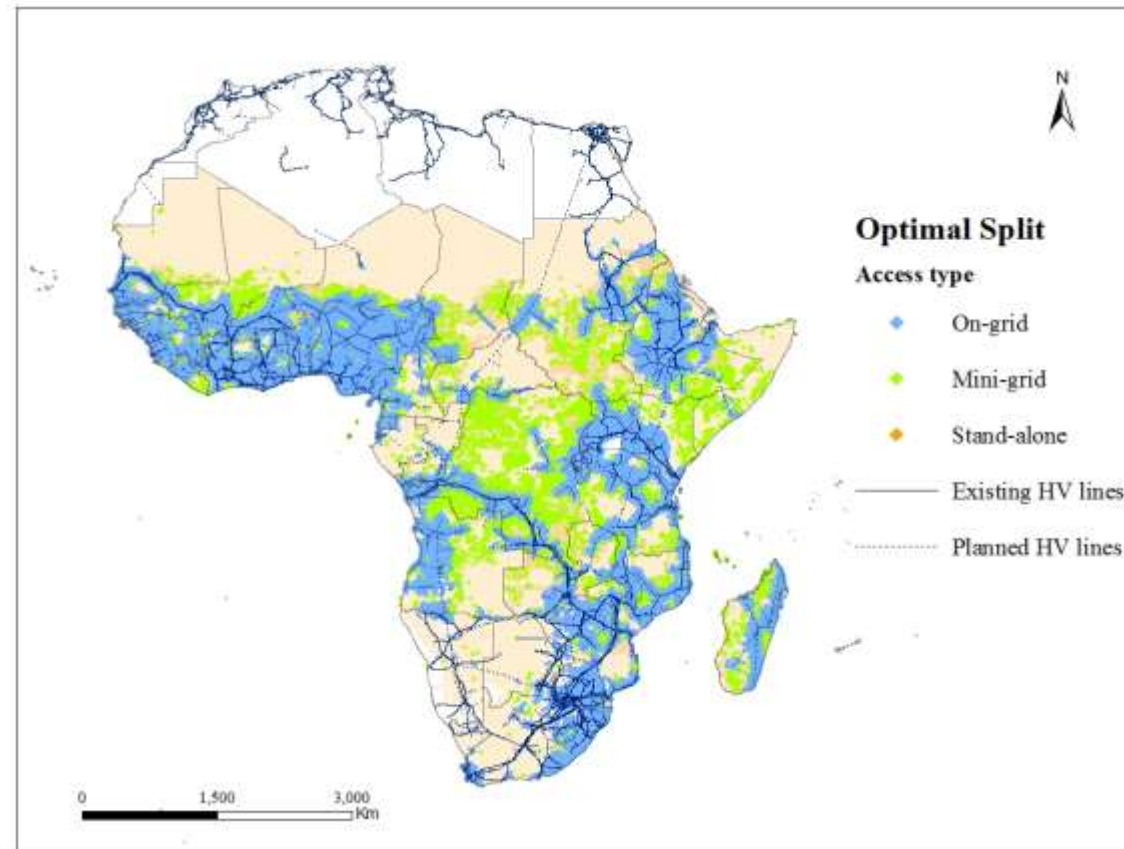 N
Optimal Split
Access type
On-grid
Mini-grid
Stand-alone
Existing HV lines
Planned HV lines
0 1,500 3,000
Km